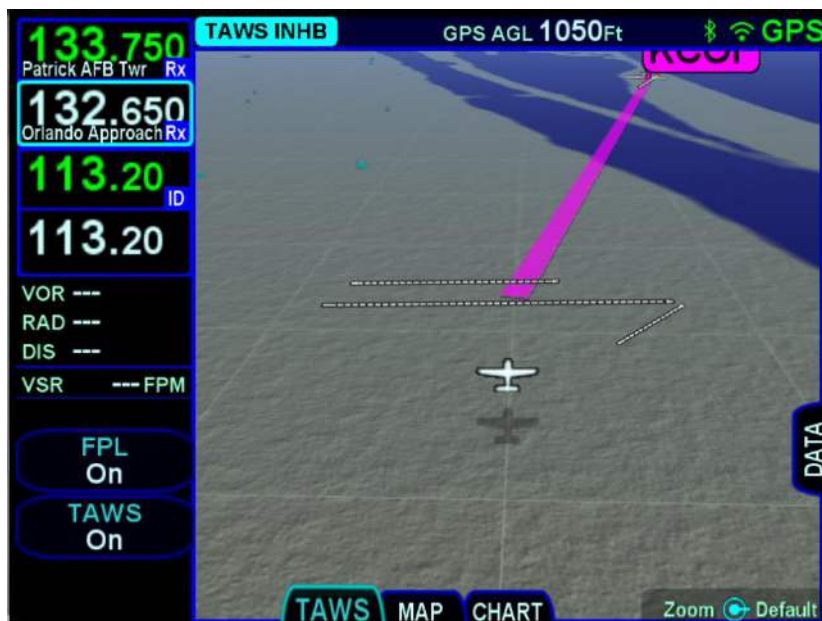 133.750
Patrick AFB Twr Rx
132.650
Orlando Approach Rx
113.20
ID
113.20
VOR ---
RAD ---
DIS ---
VSR ---FPM
FPL
On
TAWS
On
TAWS INHB
GPS AGL 1050Ft
GPS
KCOF
DATA
TAWS
MAP
CHART
Zoom Default